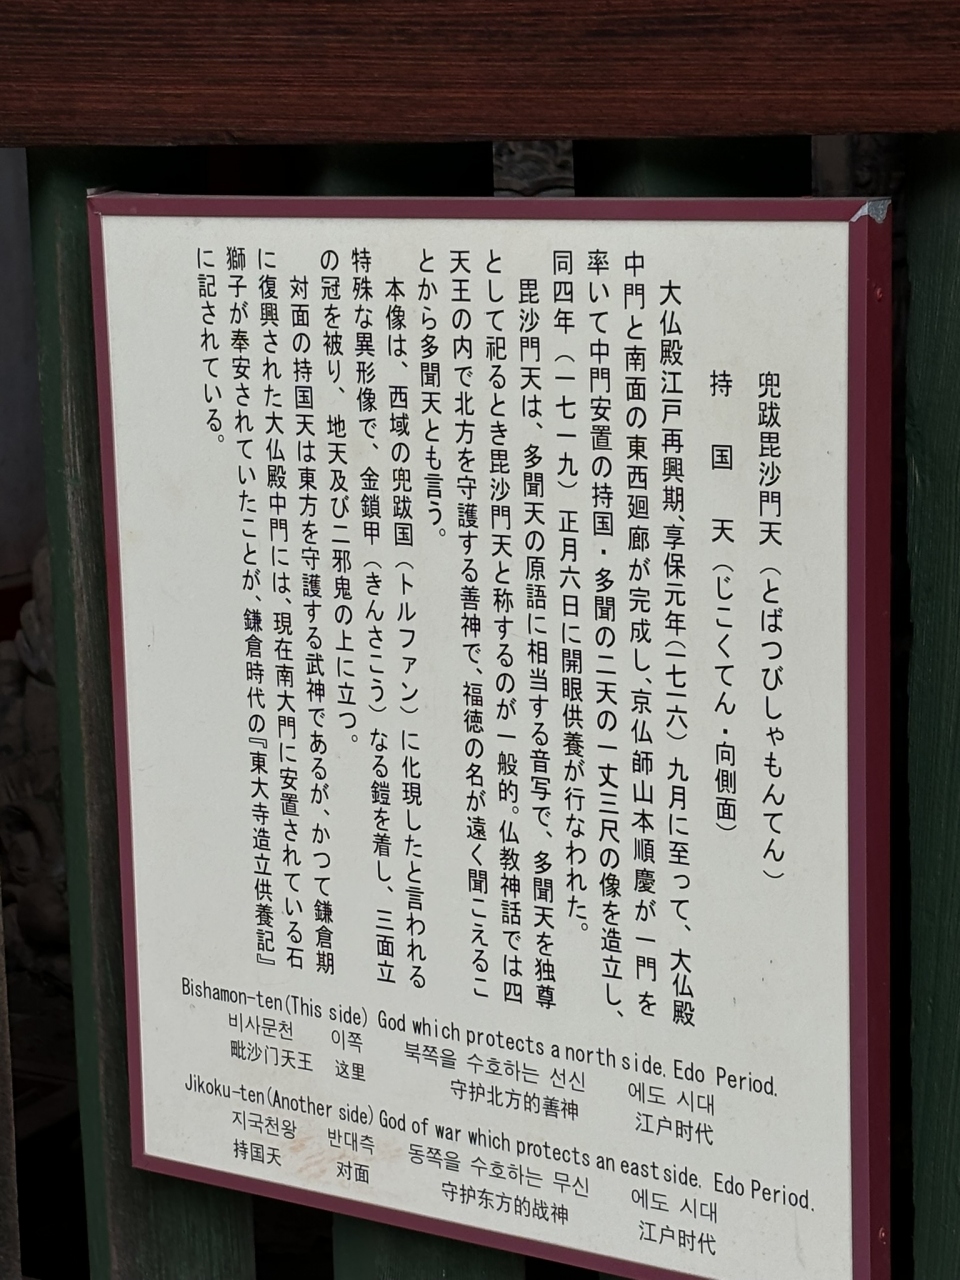 兜跋毘沙門天（とばつびしゃもんてん）
持国天（じこくてん・向側面）
大仏殿江戸再興期、享保元年（一七一六）九月に至って、大仏殿
中門と南面の東西廻廊が完成し、京仏師山本順慶が一門を
率いて中門安置の持国・多聞の二天の一丈三尺の像を造立し、
同四年（一七一九）正月六日に開眼供養が行なわれた。
毘沙門天は、多聞天の原語に相当する音写で、多聞天を独尊
として祀るとき毘沙門天と称するのが一般的。仏教神話では四
天王の内で北方を守護する善神で、福徳の名が遠く聞こえるこ
とから多聞天とも言う。
本像は、西域の兜跋国（トルファン）に化現したと言われる
特殊な異形像で、金鎖甲（きんさこう）なる鎧を着し、三面立
の冠を被り、地天及び二邪鬼の上に立つ。
対面の持国天は東方を守護する武神であるが、かつて鎌倉期
に復興された大仏殿中門には、現在南大門に安置されている石
獅子が奉安されていたことが、鎌倉時代の『東大寺造立供養記』
に記されている。
Bishamon-ten(This side) God which protects a north side. Edo Period.
비사문천 이쪽 북쪽을 수호하는 선신 에도 시대
毗沙门天王 这里 守护北方的善神 江户时代
Jikoku-ten(Another side) God of war which protects an east side. Edo Period.
지국천왕 반대측 동쪽을 수호하는 무신 에도 시대
持国天 对面 守护东方的战神 江户时代